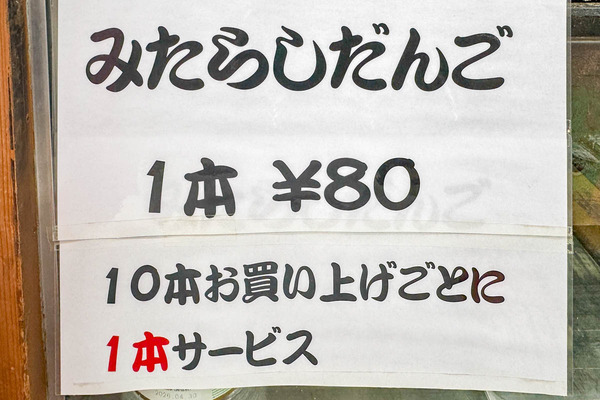 みたらしだんご
1本 ¥80
10本お買い上げごとに
1本サービス